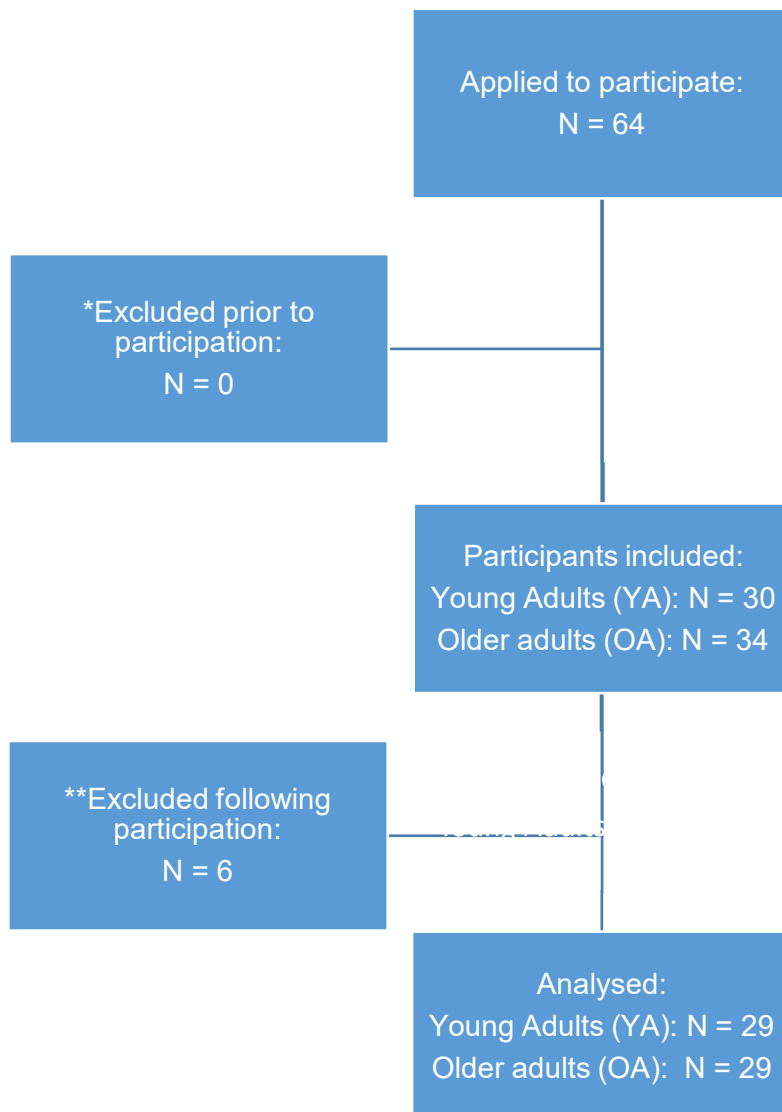 Applied to participate:
N = 64
*Excluded prior to
participation:
N = 0
Participants included:
Young Adults (YA): N = 30
Older adults (OA): N = 34
**Excluded following
participation:
N = 6
Analysed:
Young Adults (YA): N = 29
Older adults (OA): N = 29